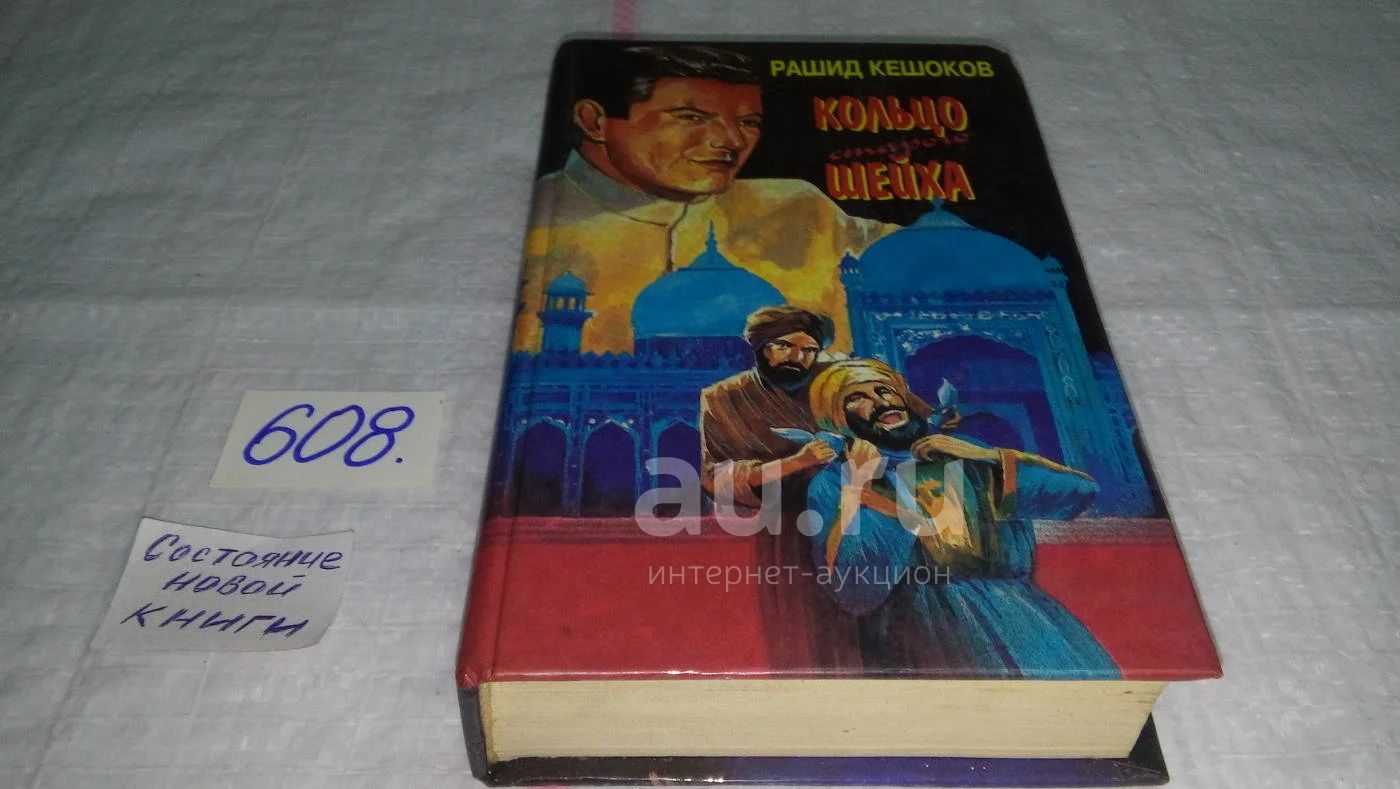 РАШИД КЕШОКОВ
КОЛЬЦО
старого
ШЕЙХА
608.
Состояние
новой
книги
au.ru
интернет-аукцион